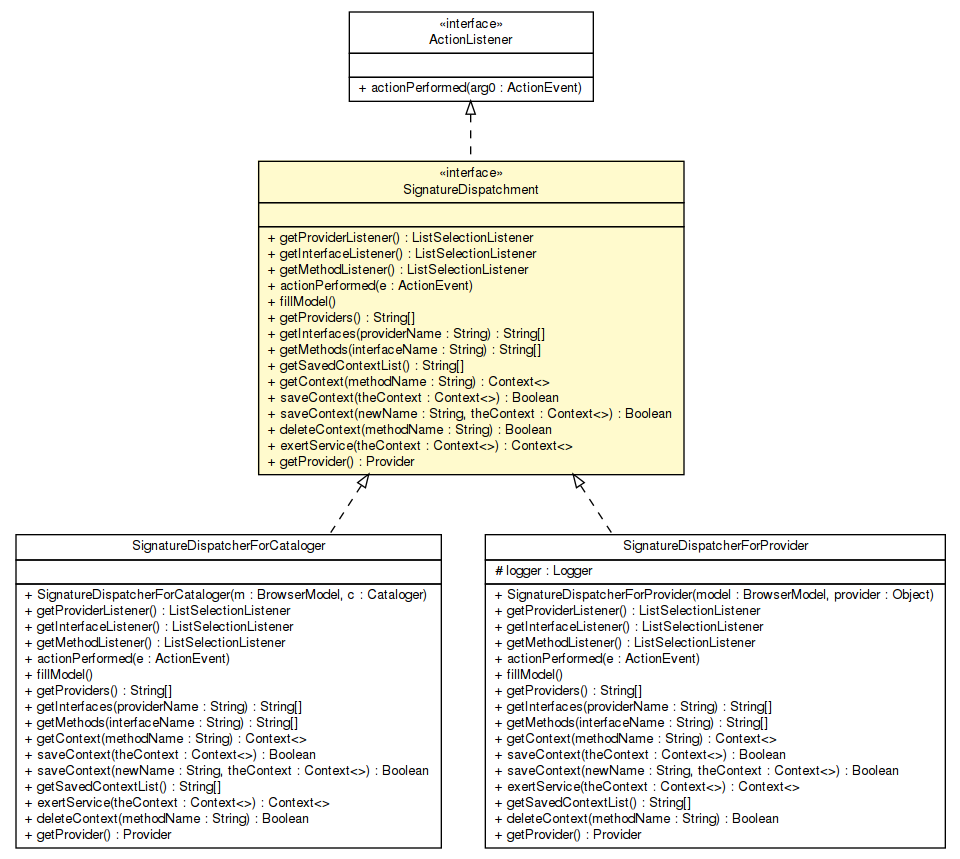 «interface»
ActionListener
+ actionPerformed(arg0 : ActionEvent)
«interface»
SignatureDispatchment
+ getProviderListener() : ListSelectionListener
+ getInterfaceListener() : ListSelectionListener
+ getMethodListener() : ListSelectionListener
+ actionPerformed(e : ActionEvent)
+ fillModel()
+ getProviders() : String[]
+ getInterfaces(providerName : String) : String[]
+ getMethods(interfaceName : String) : String[]
+ getSavedContextList() : String[]
+ getContext(methodName : String) : Context<>
+ saveContext(theContext : Context<>) : Boolean
+ saveContext(newName : String, theContext : Context<>) : Boolean
+ deleteContext(methodName : String) : Boolean
+ exertService(theContext : Context<>) : Context<>
+ getProvider() : Provider
SignatureDispatcherForCataloger
+ SignatureDispatcherForCataloger(m : BrowserModel, c : Cataloger)
+ getProviderListener() : ListSelectionListener
+ getInterfaceListener() : ListSelectionListener
+ getMethodListener() : ListSelectionListener
+ actionPerformed(e : ActionEvent)
+ fillModel()
+ getProviders() : String[]
+ getInterfaces(providerName : String) : String[]
+ getMethods(interfaceName : String) : String[]
+ getContext(methodName : String) : Context<>
+ saveContext(theContext : Context<>) : Boolean
+ saveContext(newName : String, theContext : Context<>) : Boolean
+ getSavedContextList() : String[]
+ exertService(theContext : Context<>) : Context<>
+ deleteContext(methodName : String) : Boolean
+ getProvider() : Provider
SignatureDispatcherForProvider
# logger : Logger
+ SignatureDispatcherForProvider(model : BrowserModel, provider : Object)
+ getProviderListener() : ListSelectionListener
+ getInterfaceListener() : ListSelectionListener
+ getMethodListener() : ListSelectionListener
+ actionPerformed(e : ActionEvent)
+ fillModel()
+ getProviders() : String[]
+ getInterfaces(providerName : String) : String[]
+ getMethods(interfaceName : String) : String[]
+ getContext(methodName : String) : Context<>
+ saveContext(theContext : Context<>) : Boolean
+ saveContext(newName : String, theContext : Context<>) : Boolean
+ exertService(theContext : Context<>) : Context<>
+ getSavedContextList() : String[]
+ deleteContext(methodName : String) : Boolean
+ getProvider() : Provider